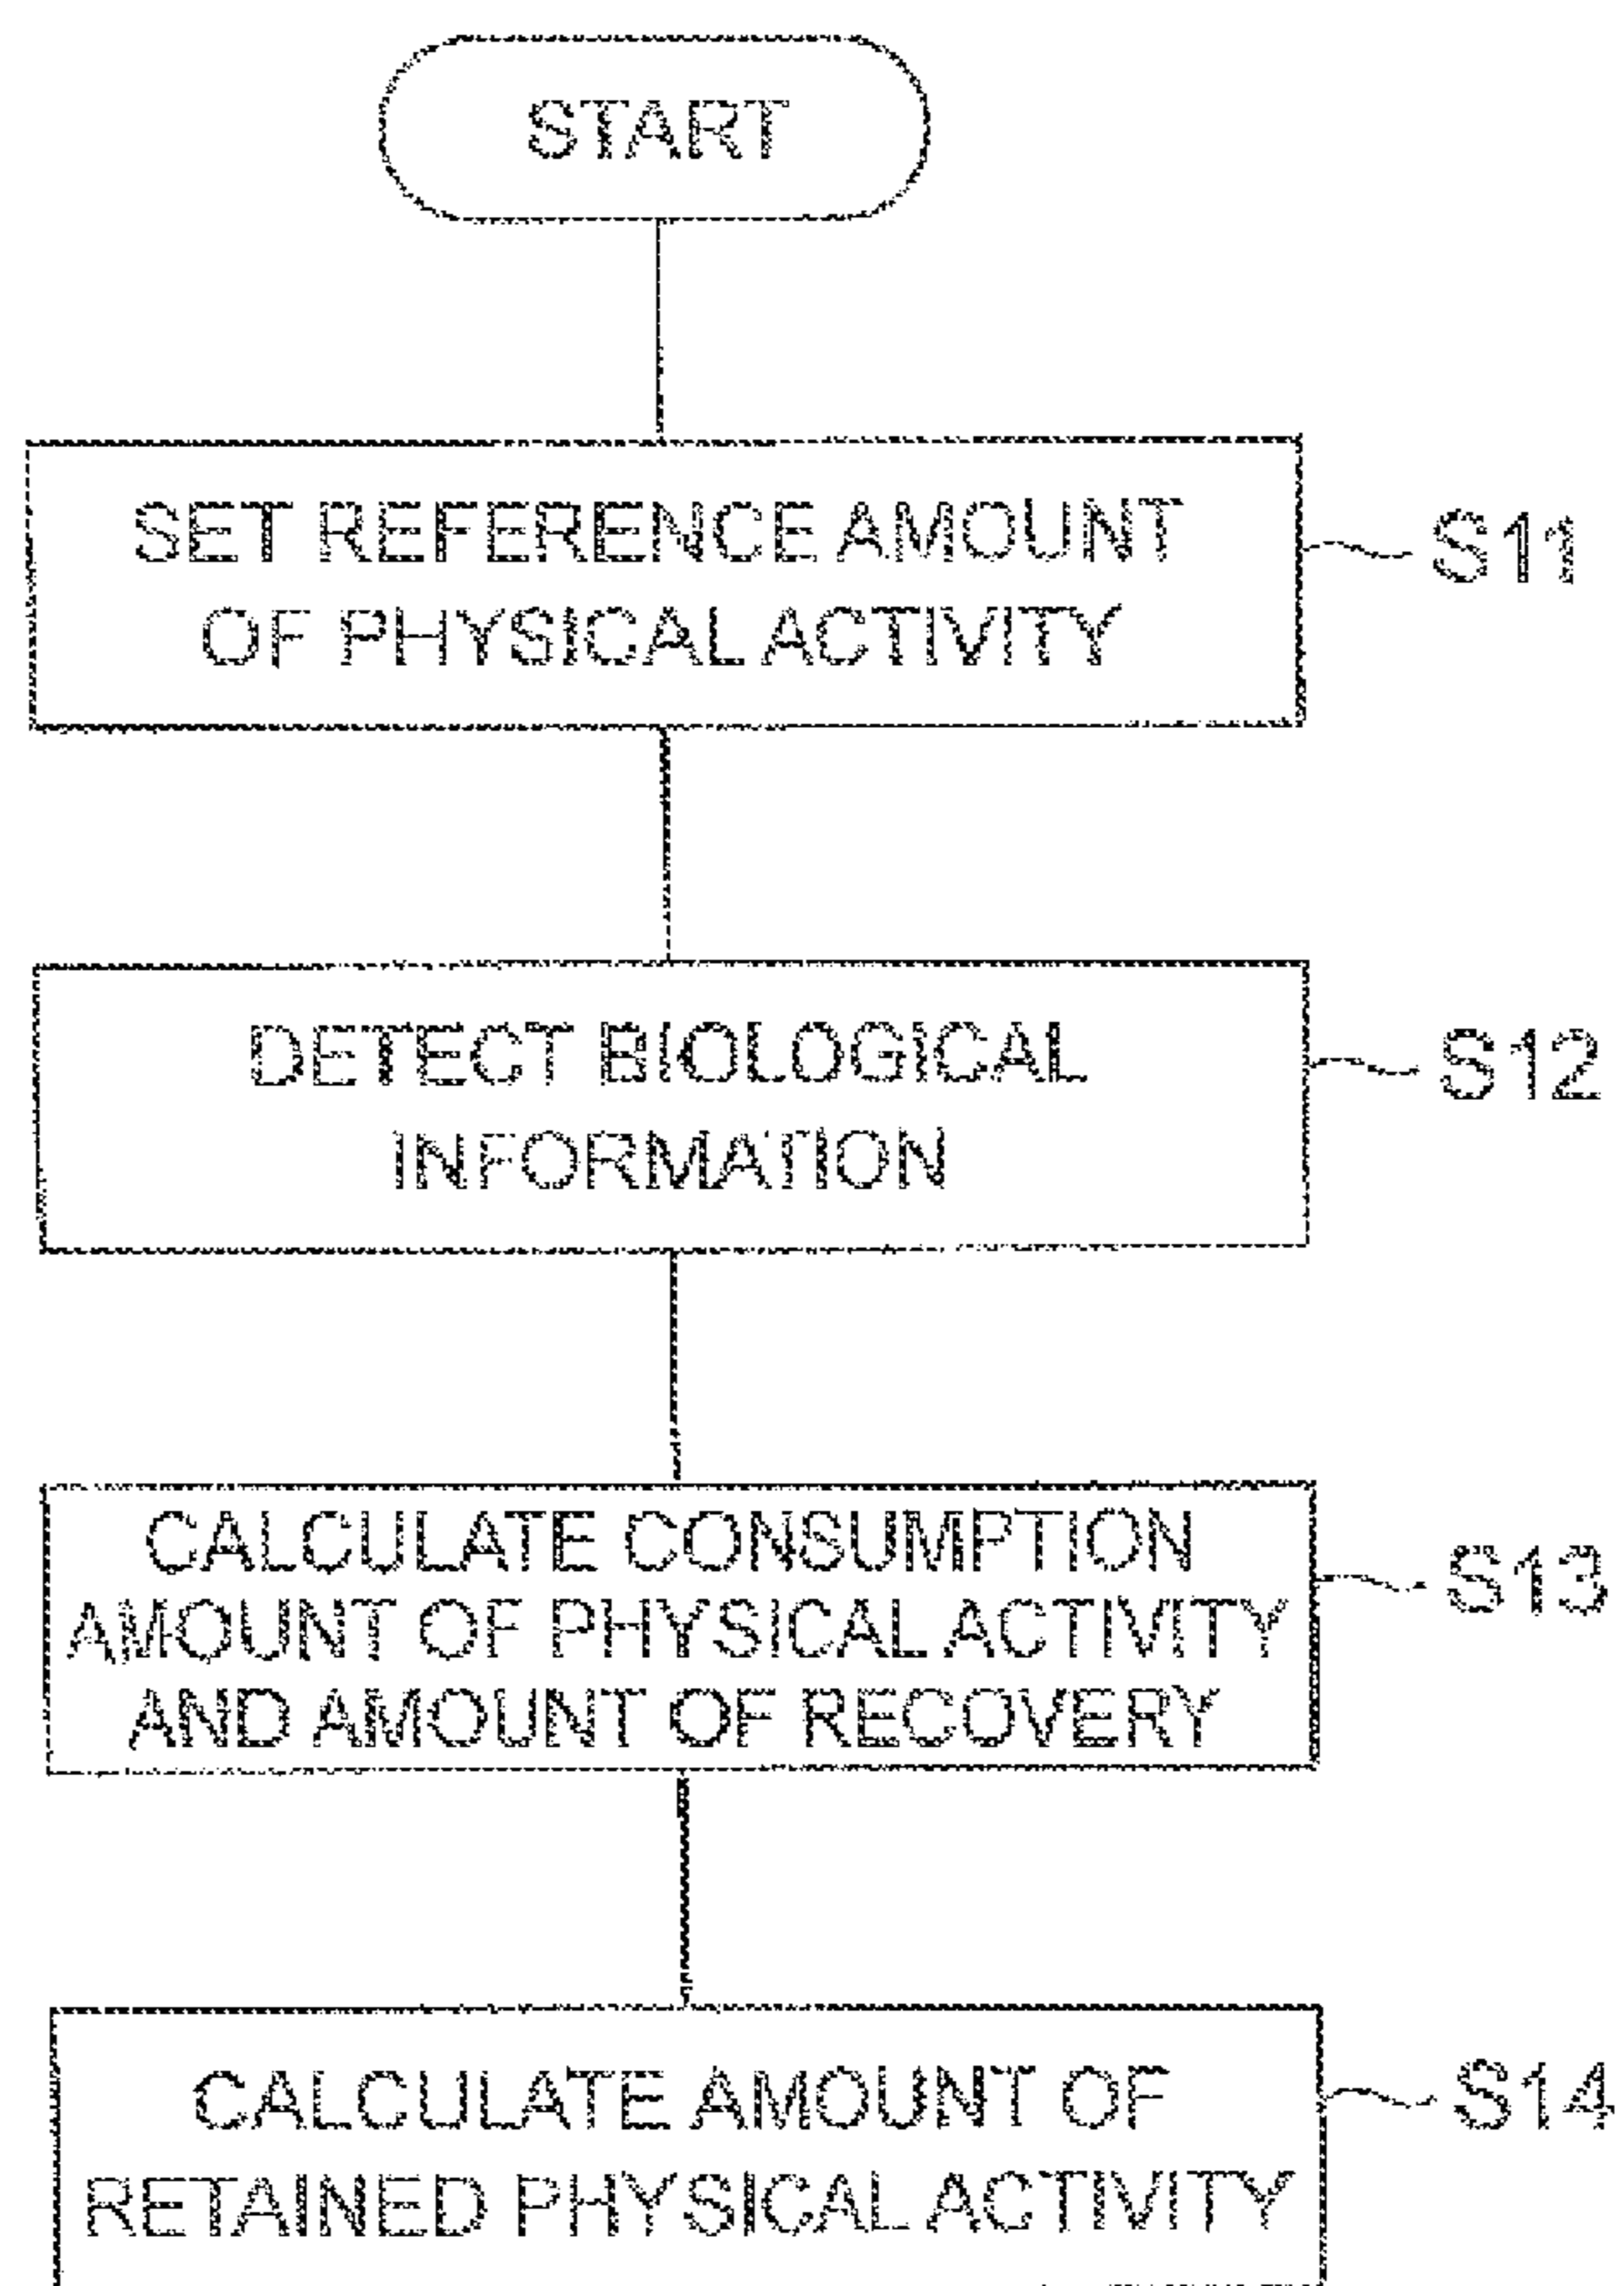 START
SET REFERENCE AMOUNT
OF PHYSICAL ACTIVITY
S11
DETECT BIOLOGICAL
INFORMATION
S12
CALCULATE CONSUMPTION
AMOUNT OF PHYSICAL ACTIVITY
AND AMOUNT OF RECOVERY
S13
CALCULATE AMOUNT OF
RETAINED PHYSICAL ACTIVITY
S14